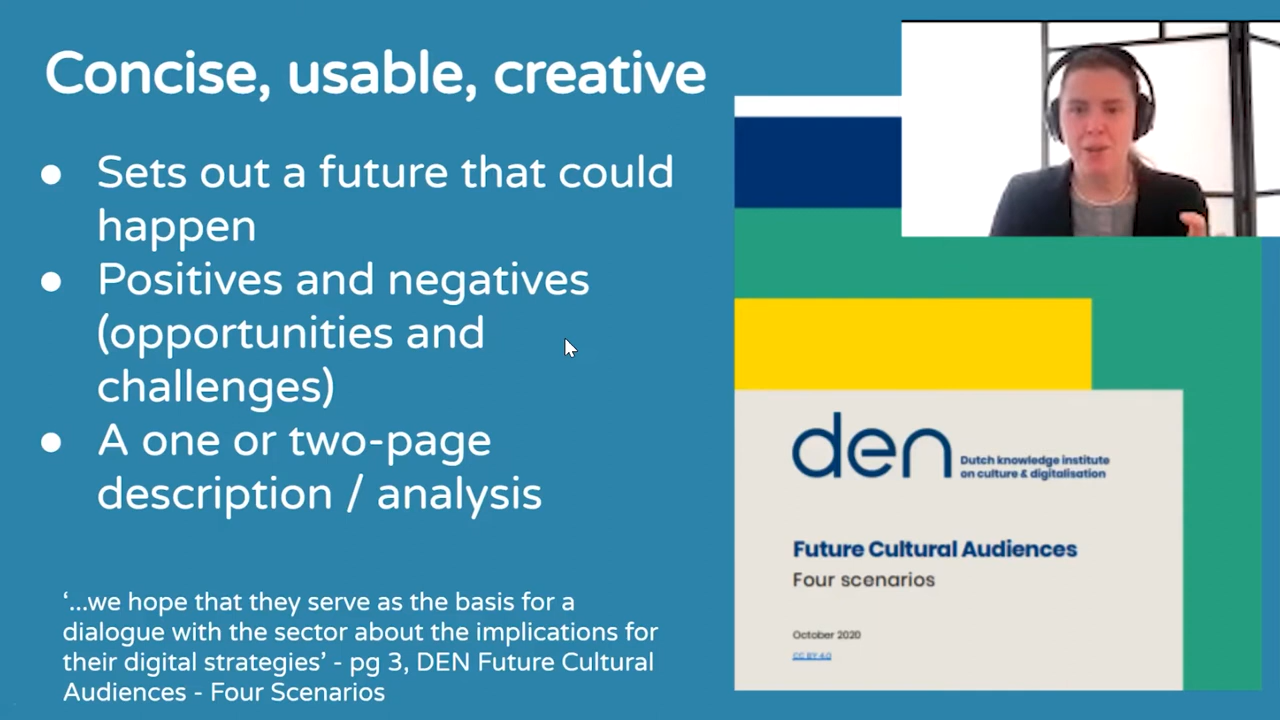 Concise, usable, creative
● Sets out a future that could
happen
● Positives and negatives
(opportunities and
challenges)
● A one or two-page
description / analysis
‘...we hope that they serve as the basis for a
dialogue with the sector about the implications for
their digital strategies’ - pg 3, DEN Future Cultural
Audiences - Four Scenarios
den
Dutch knowledge institute
on culture & digitalisation
Future Cultural Audiences
Four scenarios
October 2020
CC BY 4.0